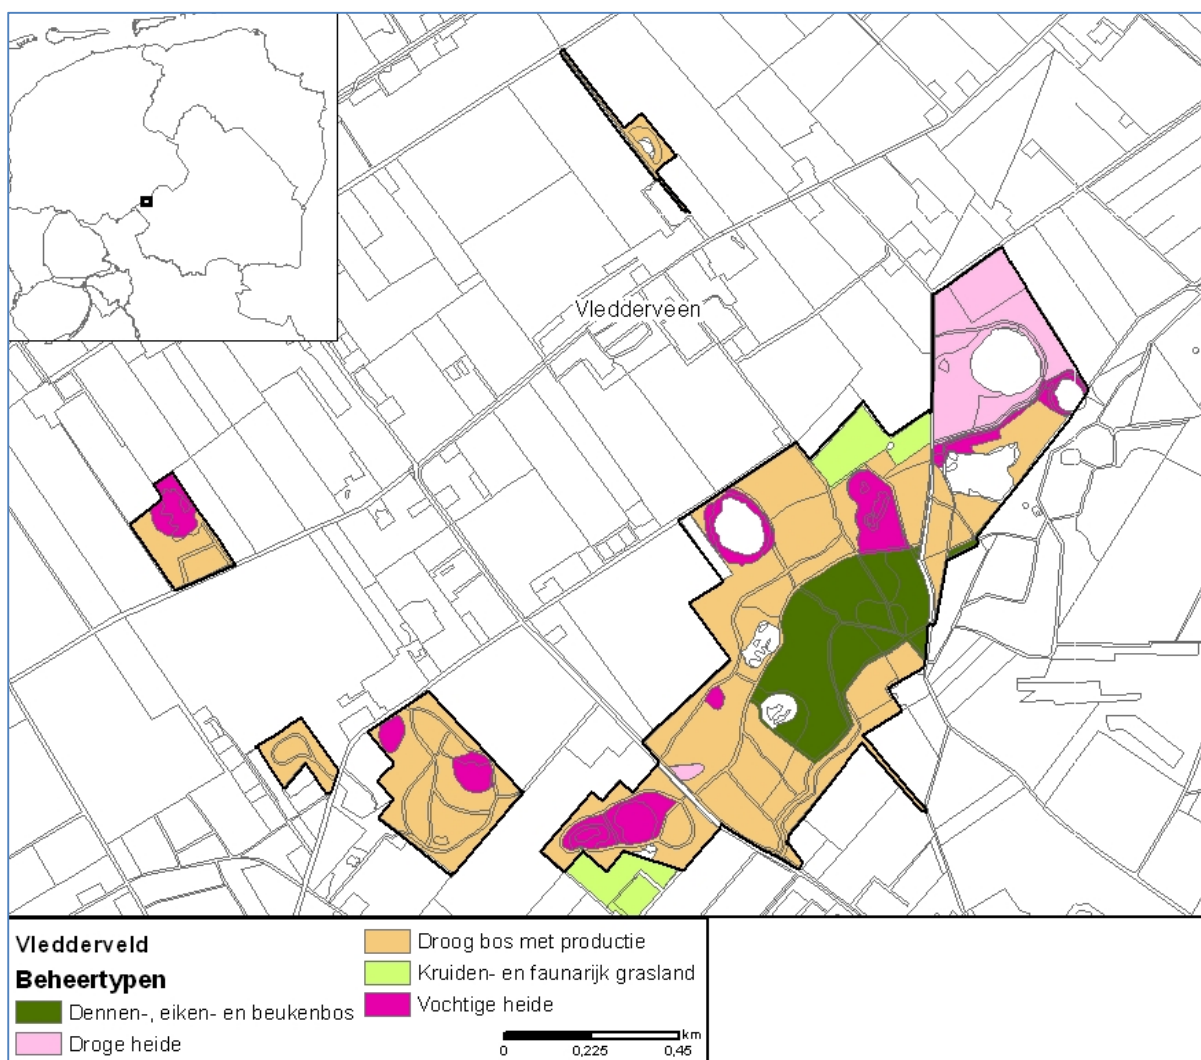 Vledderveen
Vledderveld
Beheertypen
Dennen-, eiken- en beukenbos
Droge heide
Droog bos met productie
Kruiden- en faunarijk grasland
Vochtige heide
km
0 0,225 0,45